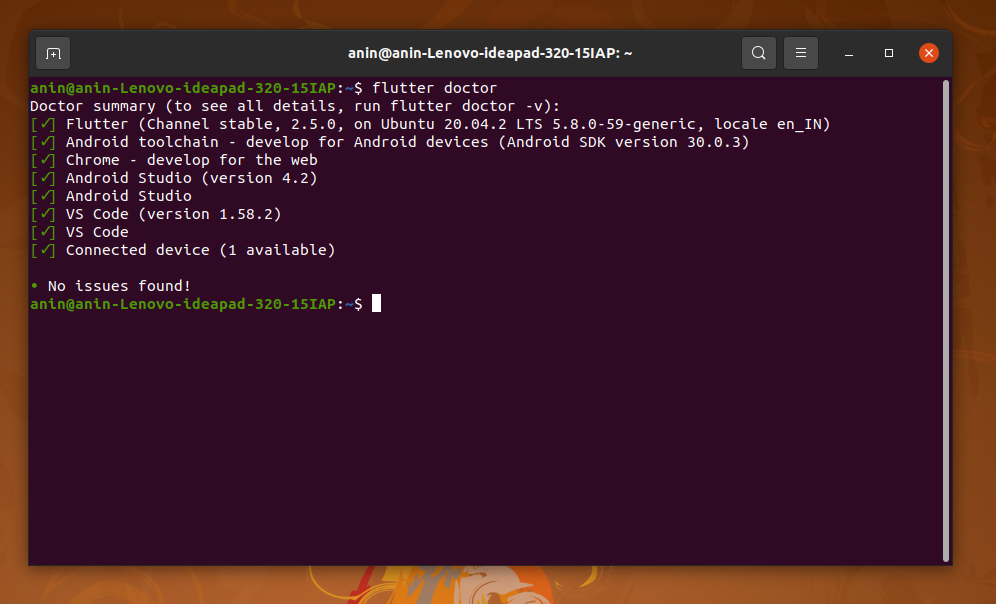 anin@anin-Lenovo-ideapad-320-15IAP: ~
anin@anin-Lenovo-ideapad-320-15IAP:~$ flutter doctor
Doctor summary (to see all details, run flutter doctor -v):
[✓] Flutter (Channel stable, 2.5.0, on Ubuntu 20.04.2 LTS 5.8.0-59-generic, locale en_IN)
[✓] Android toolchain - develop for Android devices (Android SDK version 30.0.3)
[✓] Chrome - develop for the web
[✓] Android Studio (version 4.2)
[✓] Android Studio
[✓] VS Code (version 1.58.2)
[✓] VS Code
[✓] Connected device (1 available)
• No issues found!
anin@anin-Lenovo-ideapad-320-15IAP:~$